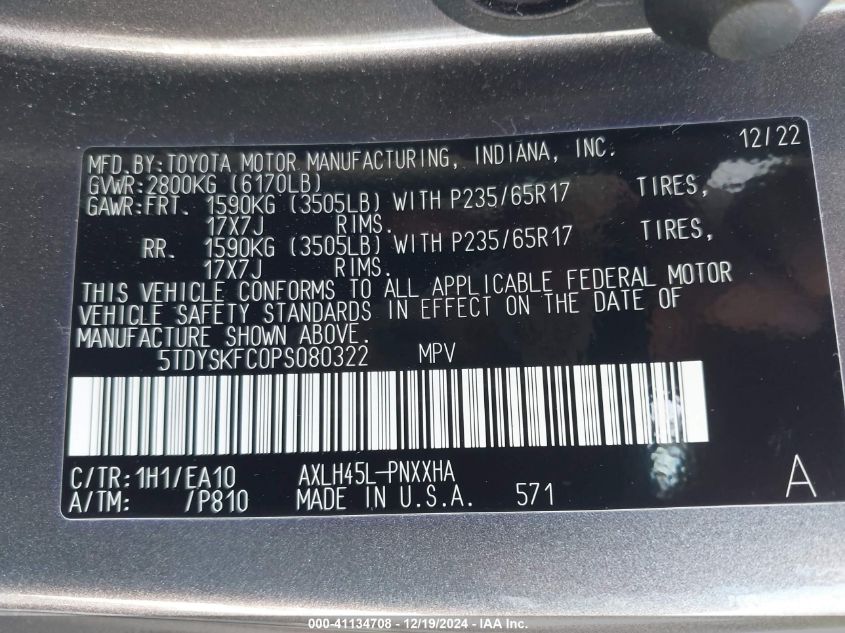 MFD.BY:TOYOTA MOTOR MANUFACTURING, INDIANA, INC. 12/22
GVWR:2800KG (6170LB)
GAWR:FRT. 1590KG (3505LB) WITH P235/65R17 TIRES,
17X7J RIMS.
RR. 1590KG (3505LB) WITH P235/65R17 TIRES,
17X7J RIMS.
THIS VEHICLE CONFORMS TO ALL APPLICABLE FEDERAL MOTOR
VEHICLE SAFETY STANDARDS IN EFFECT ON THE DATE OF
MANUFACTURE SHOWN ABOVE.
5TDYSKFC0PS080322 MPV
C/TR:1H1/EA10 AXLH45L-PNXXHA
A/TM: /P810 MADE IN U.S.A. 571 A
000-41134708 - 12/19/2024 - IAA Inc.